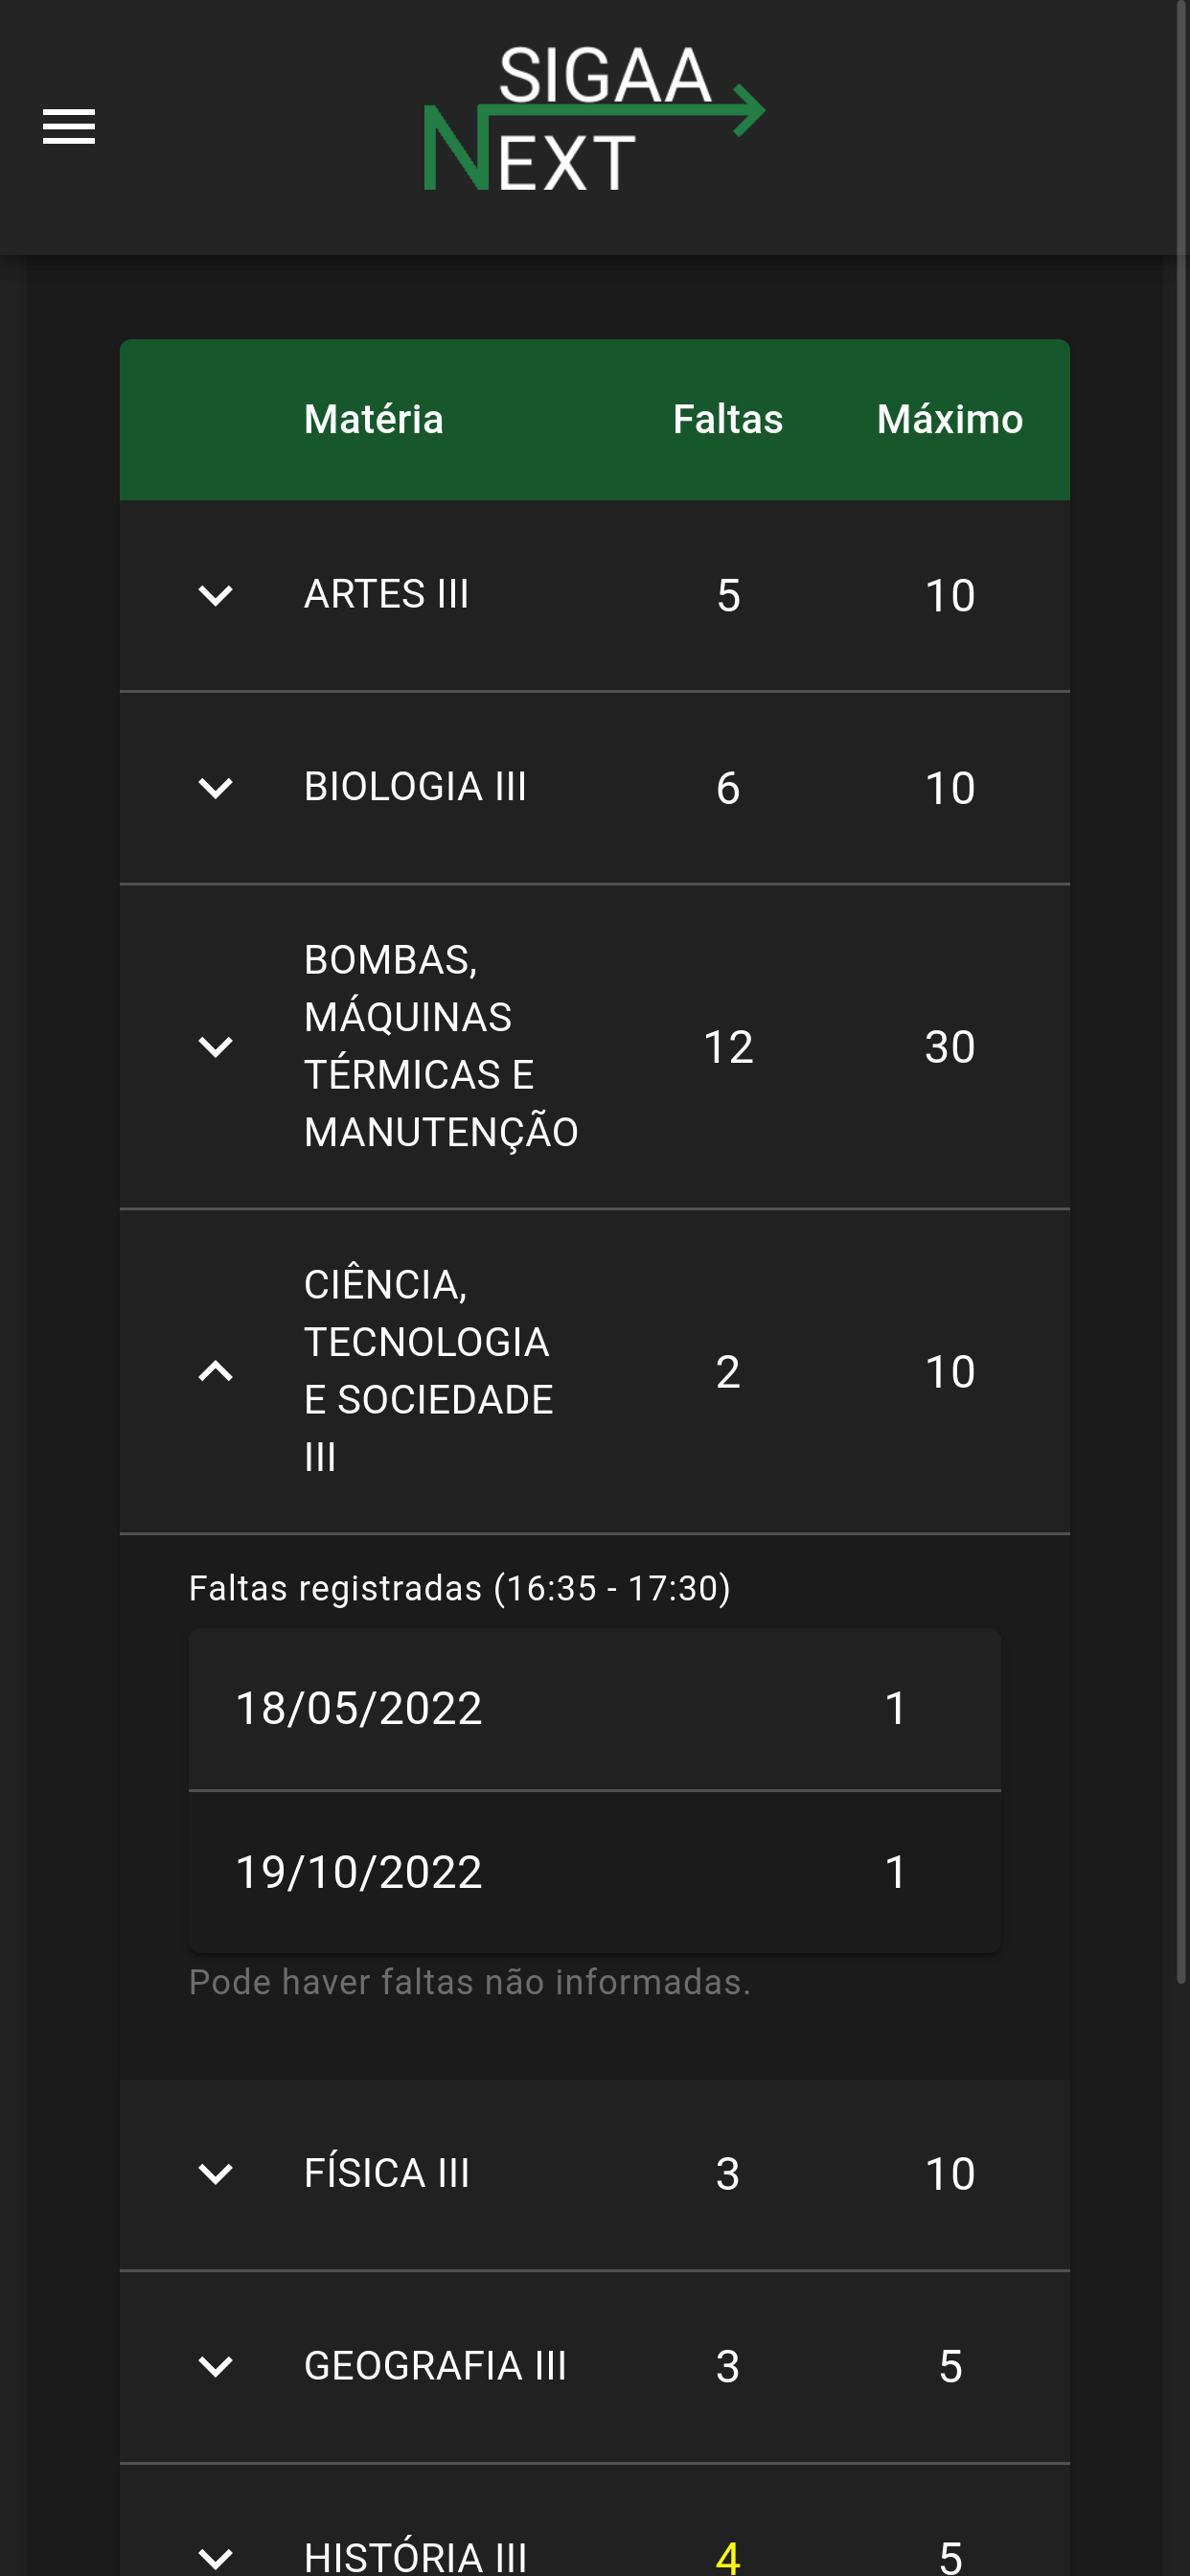 SIGAA
NEXT
Matéria Faltas Máximo
ARTES III 5 10
BIOLOGIA III 6 10
BOMBAS,
MÁQUINAS
TÉRMICAS E
MANUTENÇÃO
12 30
CIÊNCIA,
TECNOLOGIA
E SOCIEDADE
III
2 10
Faltas registradas (16:35 - 17:30)
18/05/2022 1
19/10/2022 1
Pode haver faltas não informadas.
FÍSICA III 3 10
GEOGRAFIA III 3 5
HISTÓRIA III 4 5